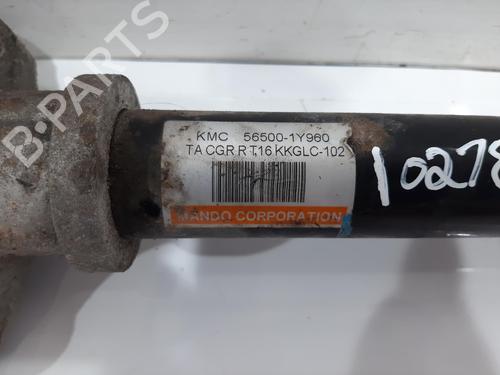 B-PARTS
KMC 56500-1Y960
TA CGR R T.16 KKGLC-102
MANDO CORPORATION
10278